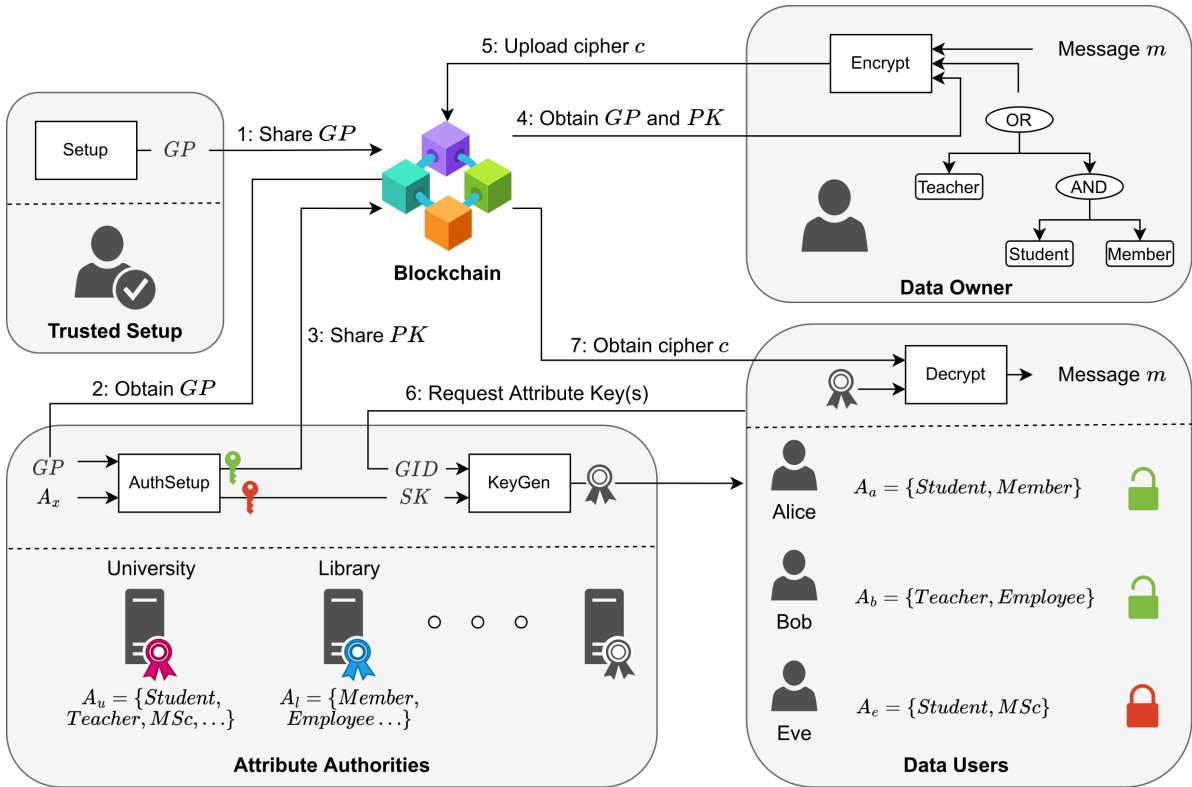 5: Upload cipher c
Encrypt
Message m
4: Obtain GP and PK
OR
Teacher
AND
Student
Member
Data Owner
Setup
GP
1: Share GP
Trusted Setup
Blockchain
3: Share PK
2: Obtain GP
7: Obtain cipher c
Decrypt
Message m
6: Request Attribute Key(s)
GP
A_x
AuthSetup
GID
SK
KeyGen
University
Library
A_u = {Student,
Teacher, MSc, ...}
A_l = {Member,
Employee ...}
Attribute Authorities
Alice
A_a = {Student, Member}
Bob
A_b = {Teacher, Employee}
Eve
A_e = {Student, MSc}
Data Users